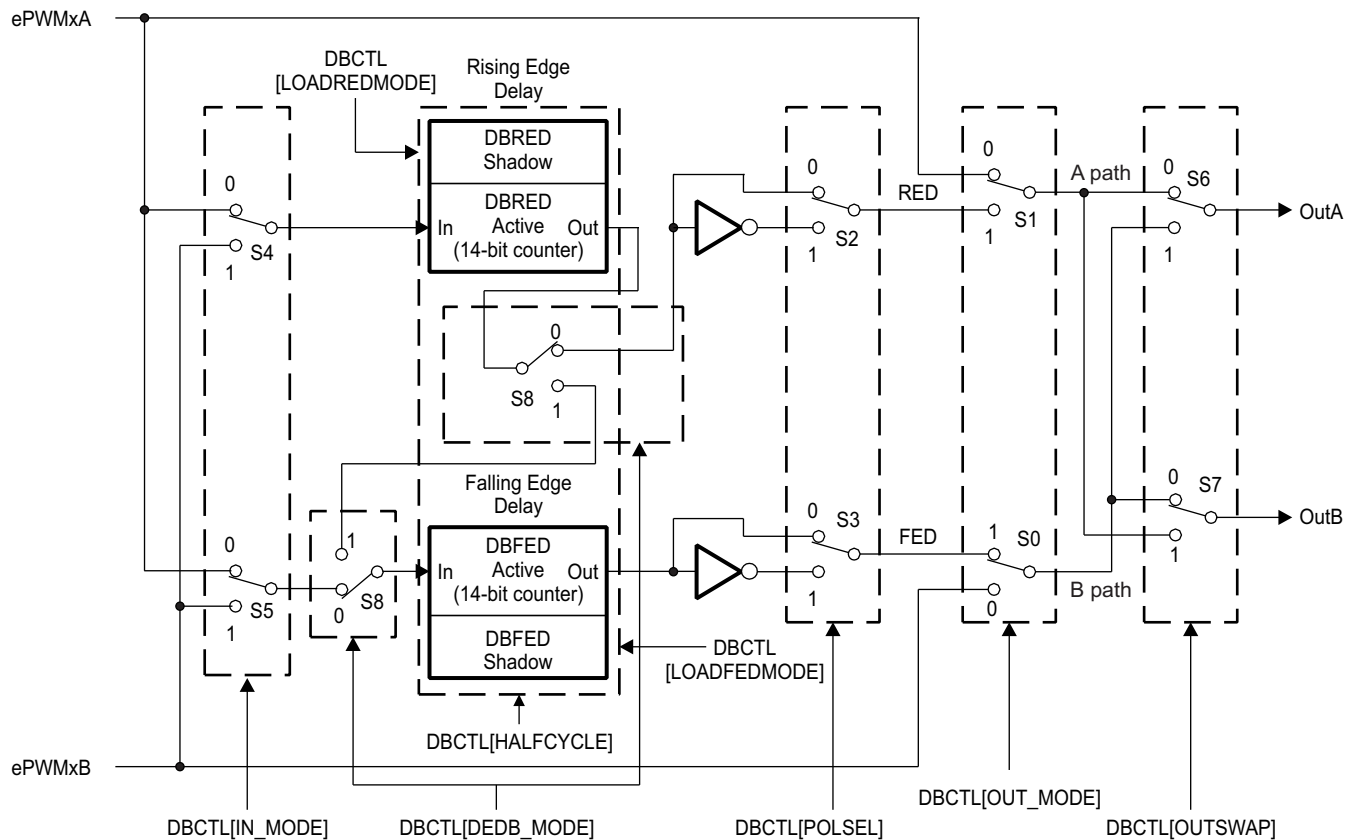 ePWMxA
DBCTL
[LOADREDMODE]
Rising Edge
Delay
DBRED
Shadow
DBRED
Active
(14-bit counter)
In
Out
0
S4
1
0
S2
1
RED
0
S1
1
A path
0
S6
1
OutA
0
S8
1
Falling Edge
Delay
0
S5
1
1
S8
0
In
DBFED
Active
(14-bit counter)
Out
DBFED
Shadow
0
S3
1
FED
1
S0
0
B path
0
S7
1
OutB
DBCTL
[LOADFEDMODE]
DBCTL[HALFCYCLE]
ePWMxB
DBCTL[IN_MODE]
DBCTL[DEDB_MODE]
DBCTL[POLSEL]
DBCTL[OUT_MODE]
DBCTL[OUTSWAP]